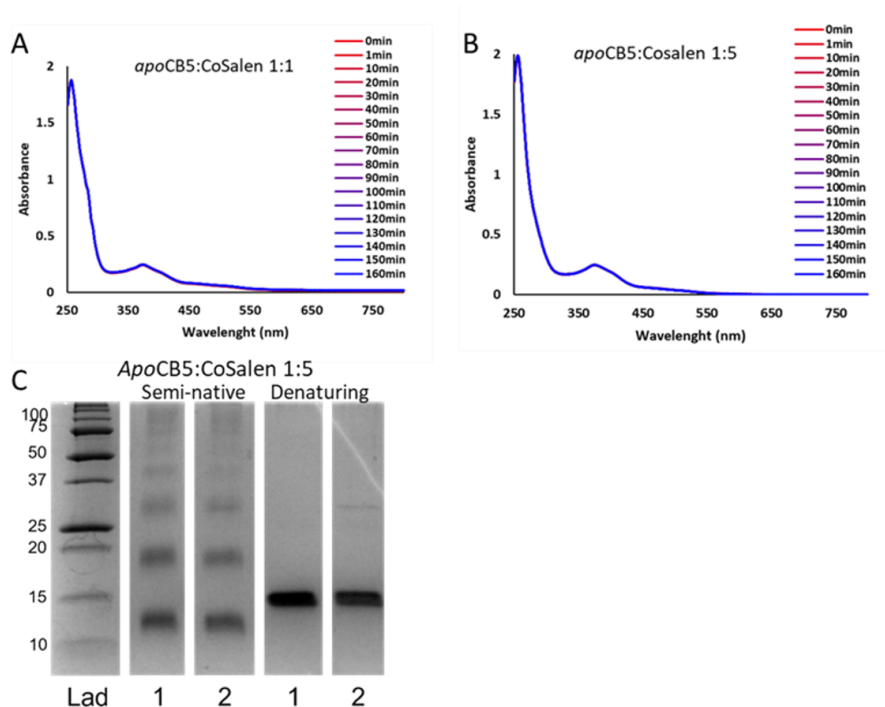 A
apoCB5:CoSalen 1:1
2
1.5
1
0.5
0
Absorbance
250
350
450
550
650
750
Wavelenght (nm)
0min
1min
10min
20min
30min
40min
50min
60min
70min
80min
90min
100min
110min
120min
130min
140min
150min
160min
B
apoCB5:Cosalen 1:5
2
1.5
1
0.5
0
Absorbance
250
350
450
550
650
750
Wavelenght (nm)
0min
1min
10min
20min
30min
40min
50min
60min
70min
80min
90min
100min
110min
120min
130min
140min
150min
160min
C
ApoCB5:CoSalen 1:5
Semi-native Denaturing
100
75
50
37
25
20
15
10
Lad 1 2 1 2